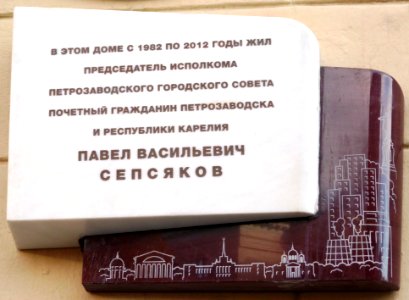 В ЭТОМ ДОМЕ С 1982 ПО 2012 ГОДЫ ЖИЛ
ПРЕДСЕДАТЕЛЬ ИСПОЛКОМА
ПЕТРОЗАВОДСКОГО ГОРОДСКОГО СОВЕТА
ПОЧЕТНЫЙ ГРАЖДАНИН ПЕТРОЗАВОДСКА
И РЕСПУБЛИКИ КАРЕЛИЯ
ПАВЕЛ ВАСИЛЬЕВИЧ
СЕПСЯКОВ